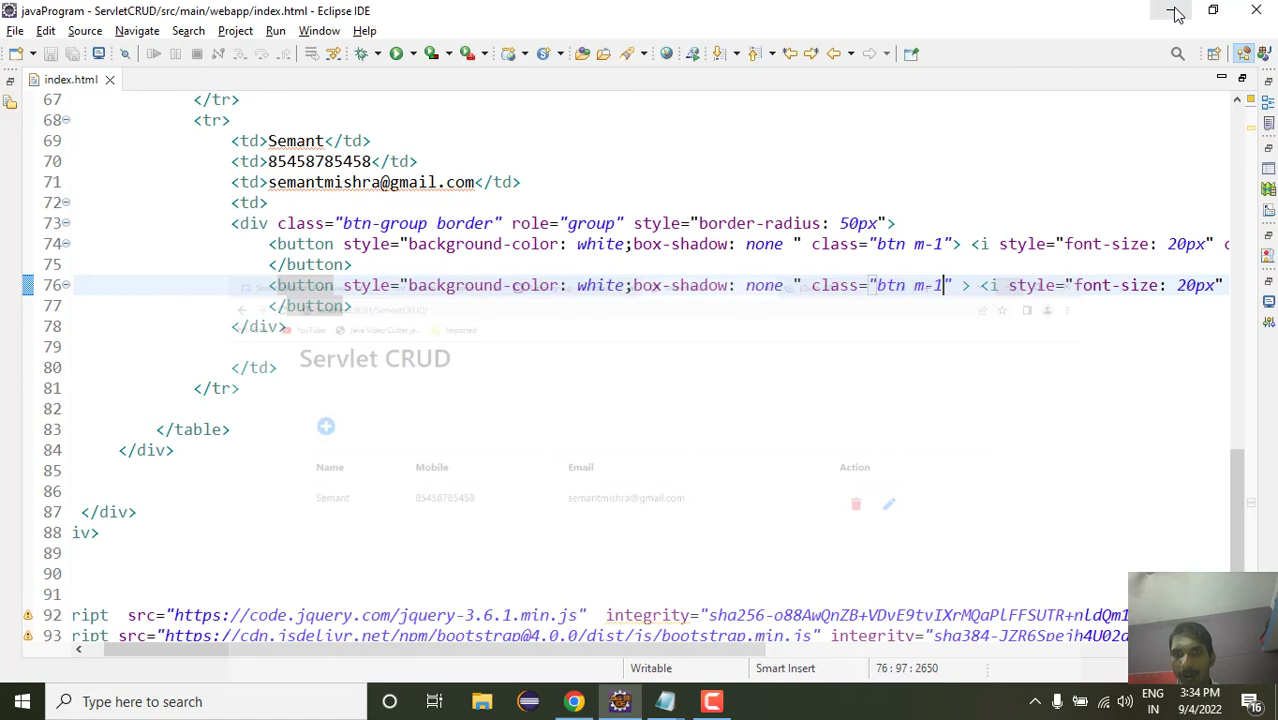 javaProgram - ServletCRUD/src/main/webapp/index.html - Eclipse IDE
File Edit Source Navigate Search Project Run Window Help
index.html
67 </tr>
68 <tr>
69 <td>Semant</td>
70 <td>85458785458</td>
71 <td>semantmishra@gmail.com</td>
72 <td>
73 <div class="btn-group border" role="group" style="border-radius: 50px">
74 <button style="background-color: white;box-shadow: none " class="btn m-1"> <i style="font-size: 20px" c
75 </button>
76 <button style="background-color: white;box-shadow: none " class="btn m-1" > <i style="font-size: 20px"
77 </button>
78 </div>
YouTube Java Video Clutter ja... Imported
79
Servlet CRUD
80 </td>
81 </tr>
82
83 </table>
84 </div>
85
Name Mobile Email Action
86
Semant 85458785458 semantmishra@gmail.com
87 </div>
88 iv>
89
90
92 ript src="https://code.jquery.com/jquery-3.6.1.min.js" integrity="sha256-o88AwQnZB+VDvE9tvIXrMQaPlFFSUTR+nldQm1
93 ript src="https://cdn.jsdelivr.net/npm/bootstrap@4.0.0/dist/js/bootstrap.min.js" integrity="sha384-JZR6Spejh4U02d
Writable Smart Insert 76 : 97 : 2650
Type here to search
ENG
IN
3:34 PM
9/4/2022
16